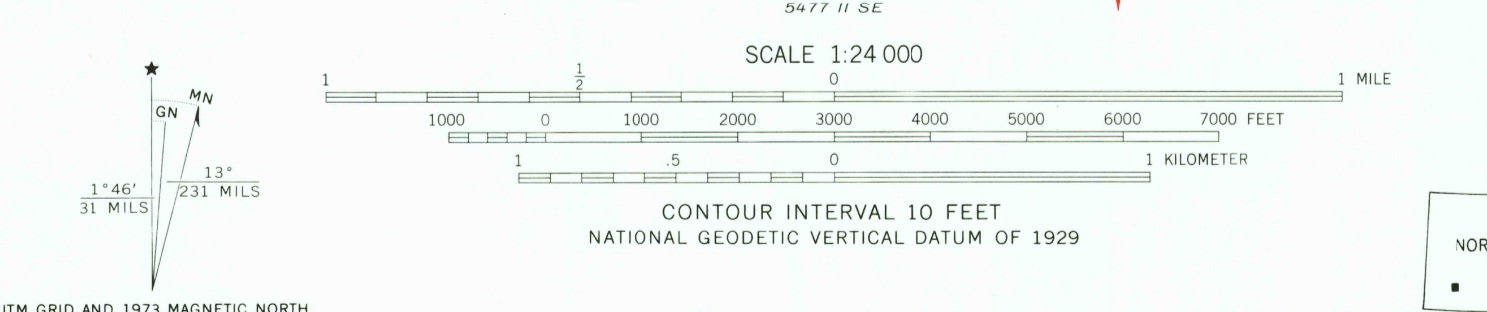 5477 II SE
SCALE 1:24 000
1 1/2 0 1 MILE
1000 0 1000 2000 3000 4000 5000 6000 7000 FEET
1 .5 0 1 KILOMETER
CONTOUR INTERVAL 10 FEET
NATIONAL GEODETIC VERTICAL DATUM OF 1929
★
MN
GN
1°46′
31 MILS
13°
231 MILS
UTM GRID AND 1973 MAGNETIC NORTH
NOR